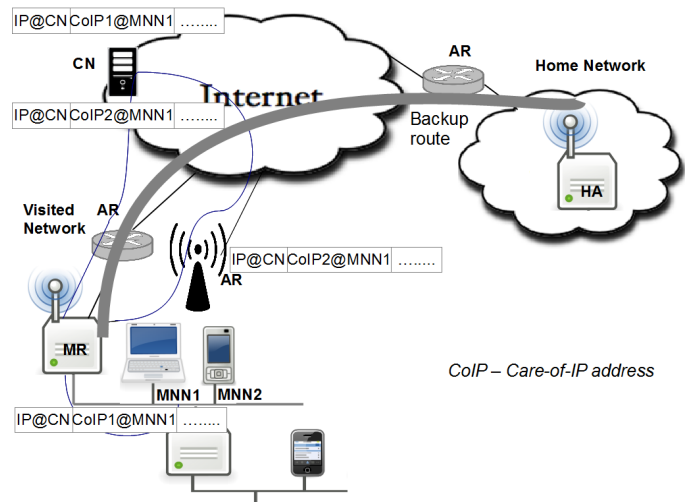 IP@CN CoIP1@MNN1 ........
CN
AR
Home Network
Internet
IP@CN CoIP2@MNN1 ........
Backup
route
HA
Visited
Network
AR
IP@CN CoIP2@MNN1 ........
AR
MR
MNN1
MNN2
CoIP – Care-of-IP address
IP@CN CoIP1@MNN1 ........